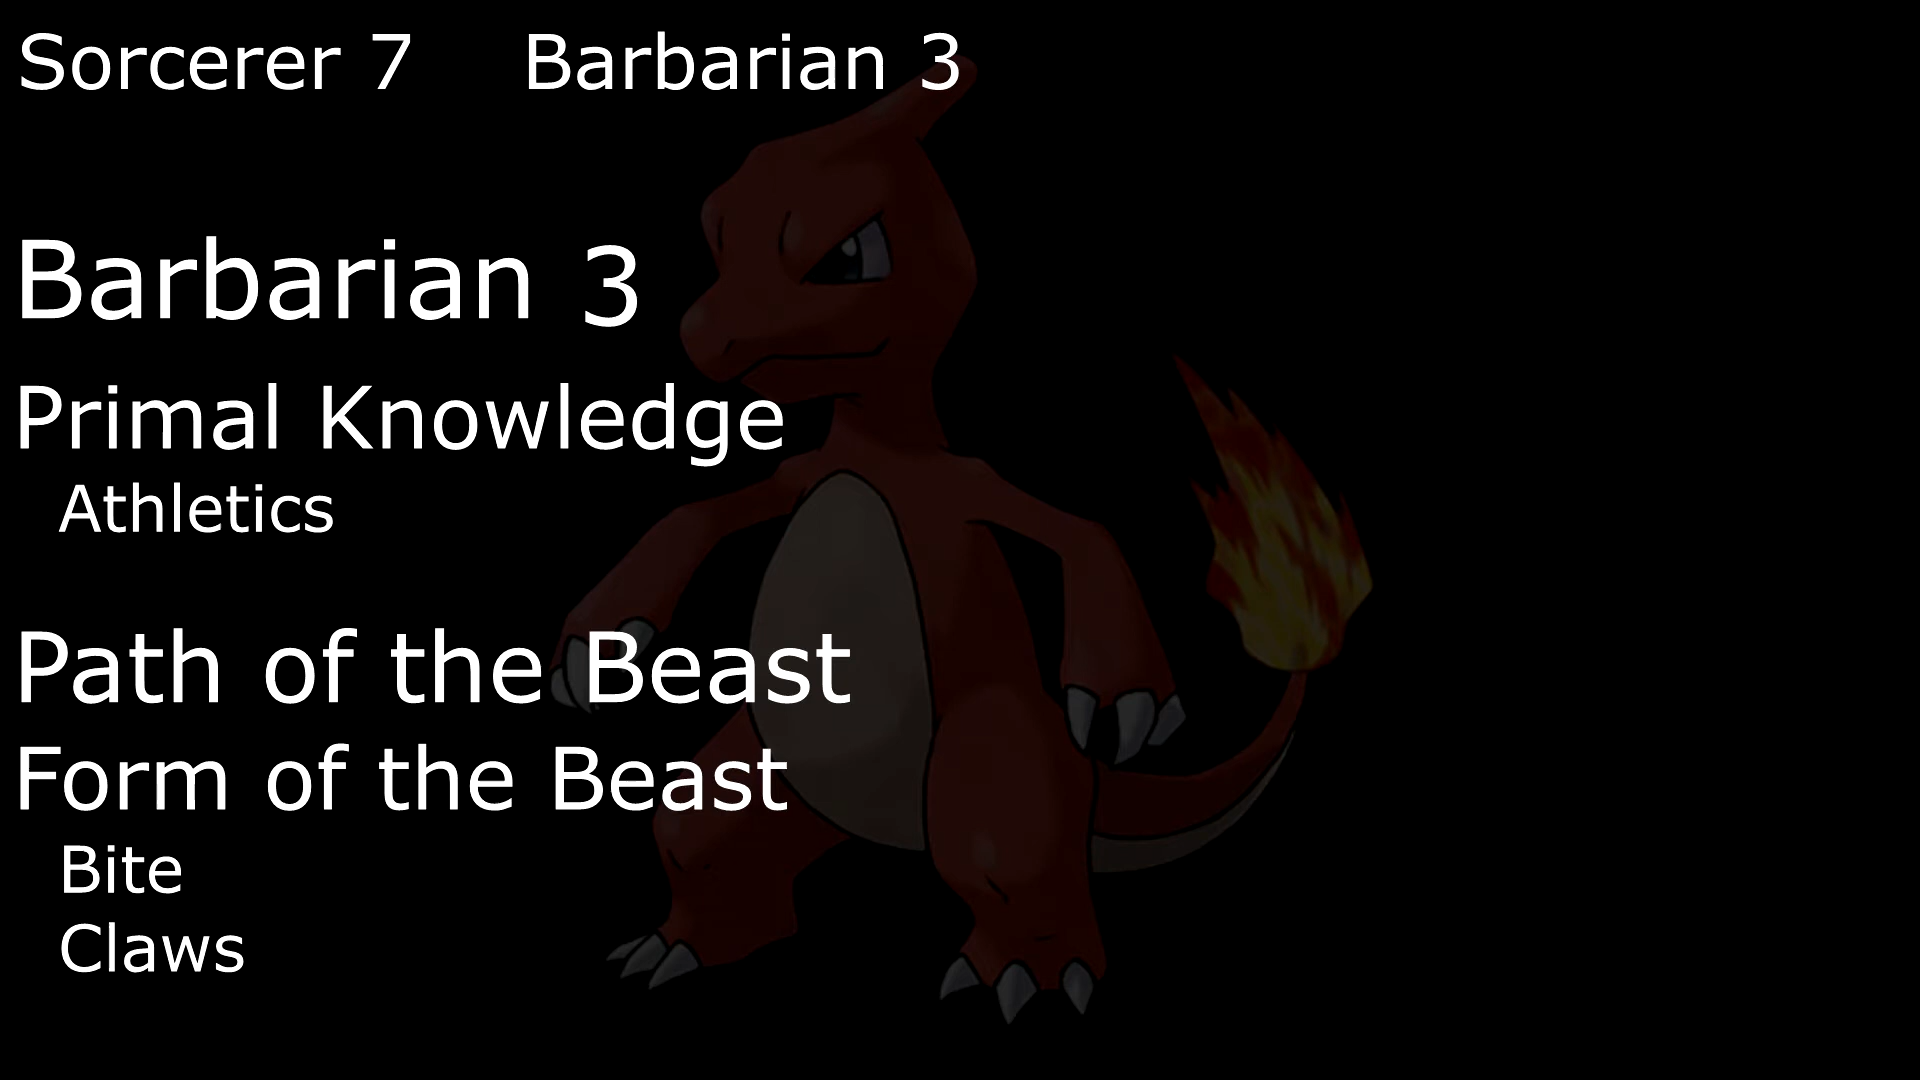 Sorcerer 7 Barbarian 3
Barbarian 3
Primal Knowledge
Athletics
Path of the Beast
Form of the Beast
Bite
Claws